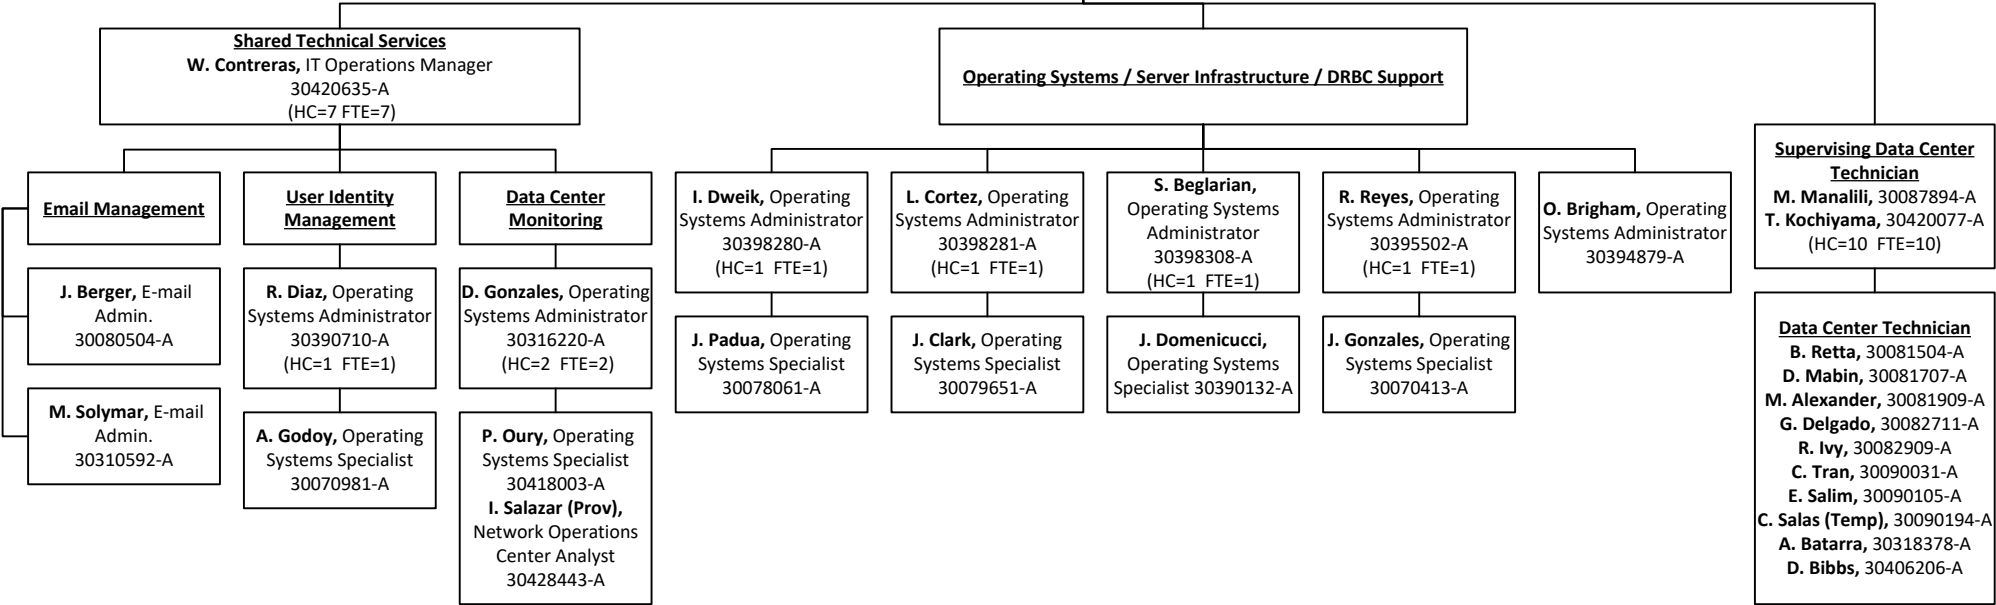 Shared Technical Services
W. Contreras, IT Operations Manager
30420635-A
(HC=7 FTE=7)
Operating Systems / Server Infrastructure / DRBC Support
Supervising Data Center
Technician
M. Manalili, 30087894-A
T. Kochiyama, 30420077-A
(HC=10 FTE=10)
Email Management
User Identity
Management
Data Center
Monitoring
I. Dweik, Operating
Systems Administrator
30398280-A
(HC=1 FTE=1)
L. Cortez, Operating
Systems Administrator
30398281-A
(HC=1 FTE=1)
S. Beglarian,
Operating Systems
Administrator
30398308-A
(HC=1 FTE=1)
R. Reyes, Operating
Systems Administrator
30395502-A
(HC=1 FTE=1)
O. Brigham, Operating
Systems Administrator
30394879-A
J. Berger, E-mail
Admin.
30080504-A
R. Diaz, Operating
Systems Administrator
30390710-A
(HC=1 FTE=1)
D. Gonzales, Operating
Systems Administrator
30316220-A
(HC=2 FTE=2)
J. Padua, Operating
Systems Specialist
30078061-A
J. Clark, Operating
Systems Specialist
30079651-A
J. Domenicucci,
Operating Systems
Specialist 30390132-A
J. Gonzales, Operating
Systems Specialist
30070413-A
Data Center Technician
B. Retta, 30081504-A
D. Mabin, 30081707-A
M. Alexander, 30081909-A
G. Delgado, 30082711-A
R. Ivy, 30082909-A
C. Tran, 30090031-A
E. Salim, 30090105-A
C. Salas (Temp), 30090194-A
A. Batarra, 30318378-A
D. Bibbs, 30406206-A
M. Solymar, E-mail
Admin.
30310592-A
A. Godoy, Operating
Systems Specialist
30070981-A
P. Oury, Operating
Systems Specialist
30418003-A
I. Salazar (Prov),
Network Operations
Center Analyst
30428443-A